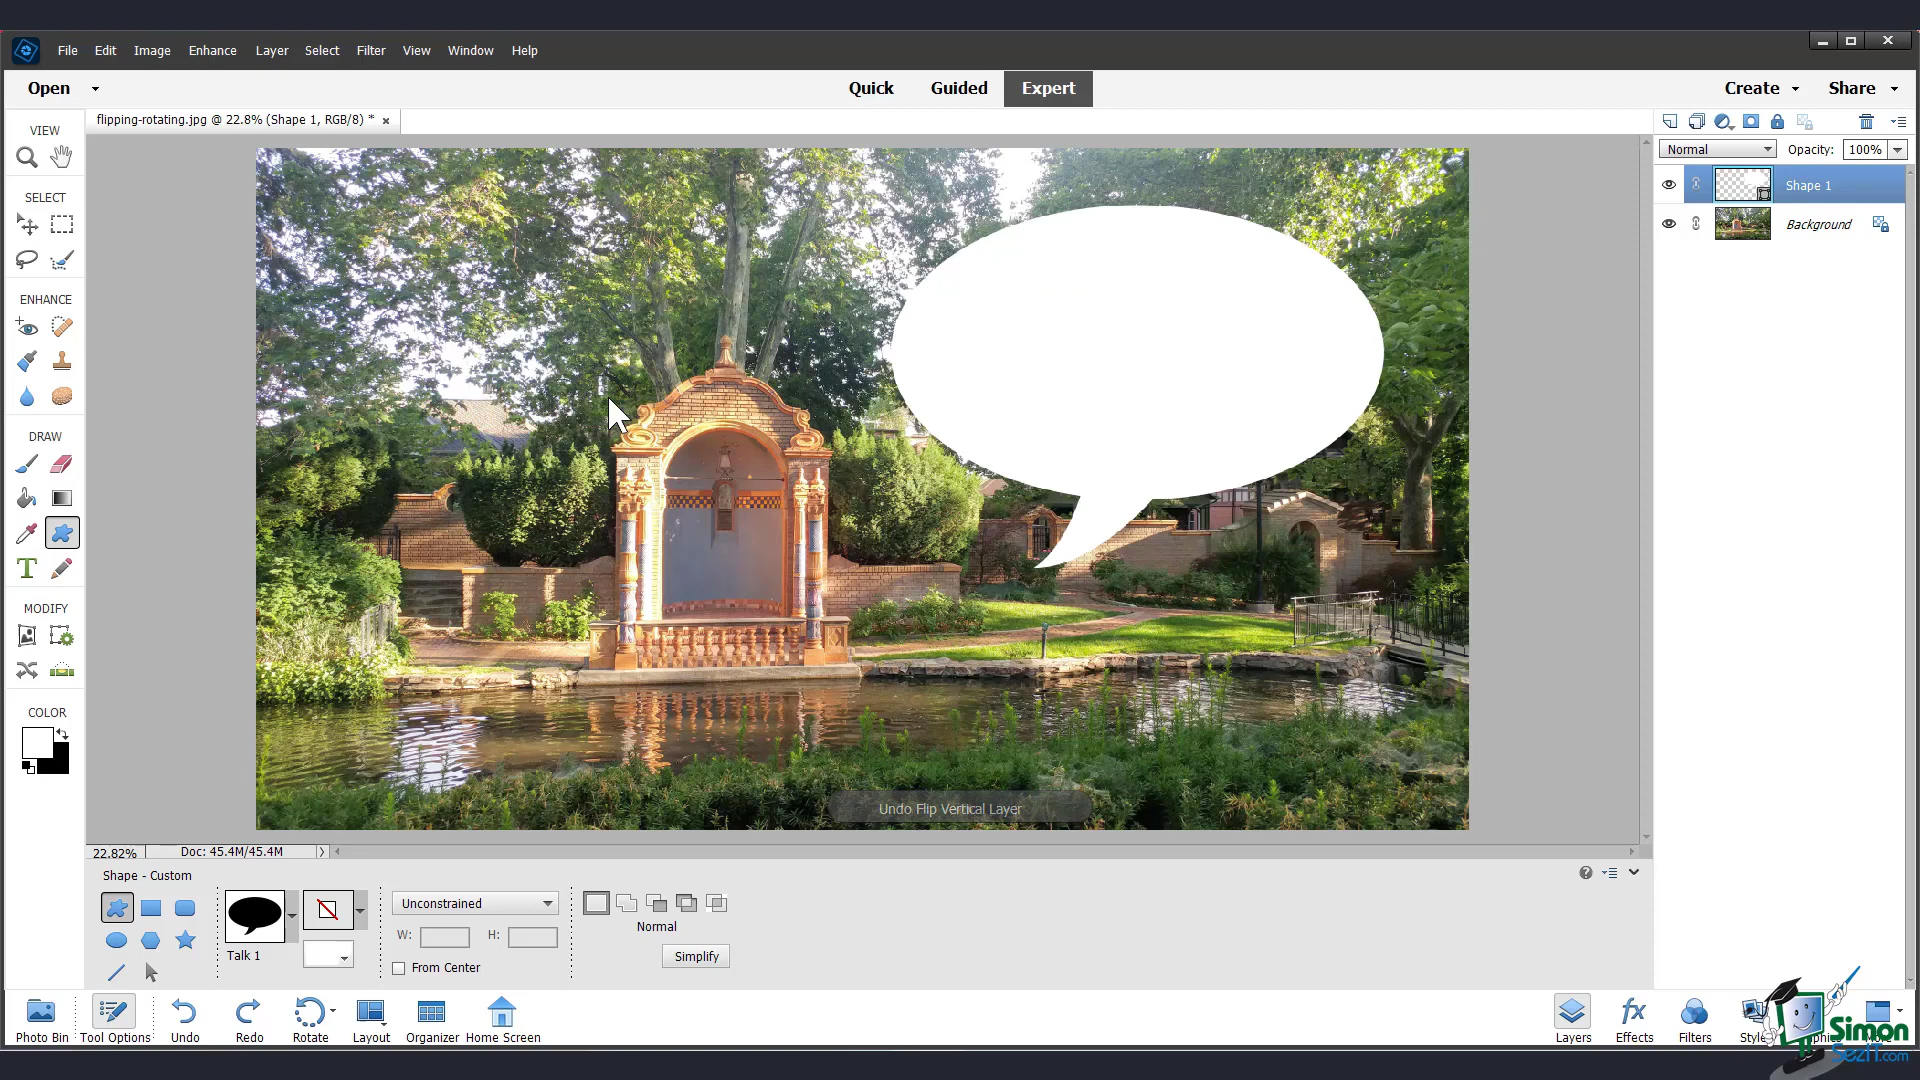 File Edit Image Enhance Layer Select Filter View Window Help
Open Quick Guided Expert Create Share
flipping-rotating.jpg @ 22.8% (Shape 1, RGB/8) * ×
VIEW
SELECT
ENHANCE
DRAW
MODIFY
COLOR
Normal Opacity: 100%
Shape 1
Background
Undo Flip Vertical Layer
22.82% Doc: 45.4M/45.4M
Shape - Custom
Talk 1
Unconstrained
W: H:
From Center
Normal
Simplify
Photo Bin Tool Options Undo Redo Rotate Layout Organizer Home Screen
Layers Effects Filters
Simon
SezIT.com